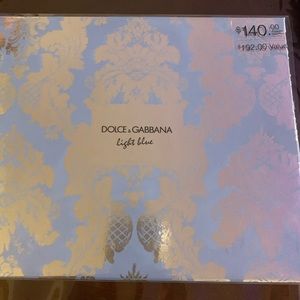 $140.00
$192.00 Value
DOLCE & GABBANA
light blue